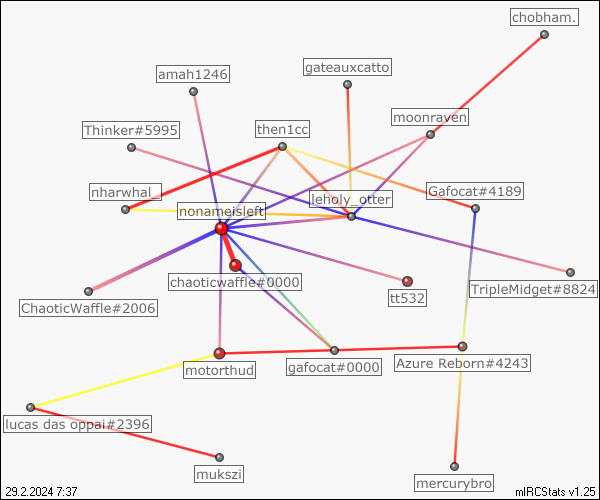 chobham.
gateauxcatto
amah1246
moonraven
Thinker#5995
then1cc
nharwhal_
Gafocat#4189
leholy_otter
nonameisleft
chaoticwaffle#0000
TripleMidget#8824
tt532
ChaoticWaffle#2006
motorthud
gafocat#0000
Azure Reborn#4243
lucas das oppai#2396
mukszi
mercurybro
29.2.2024 7:37
mIRCStats v1.25